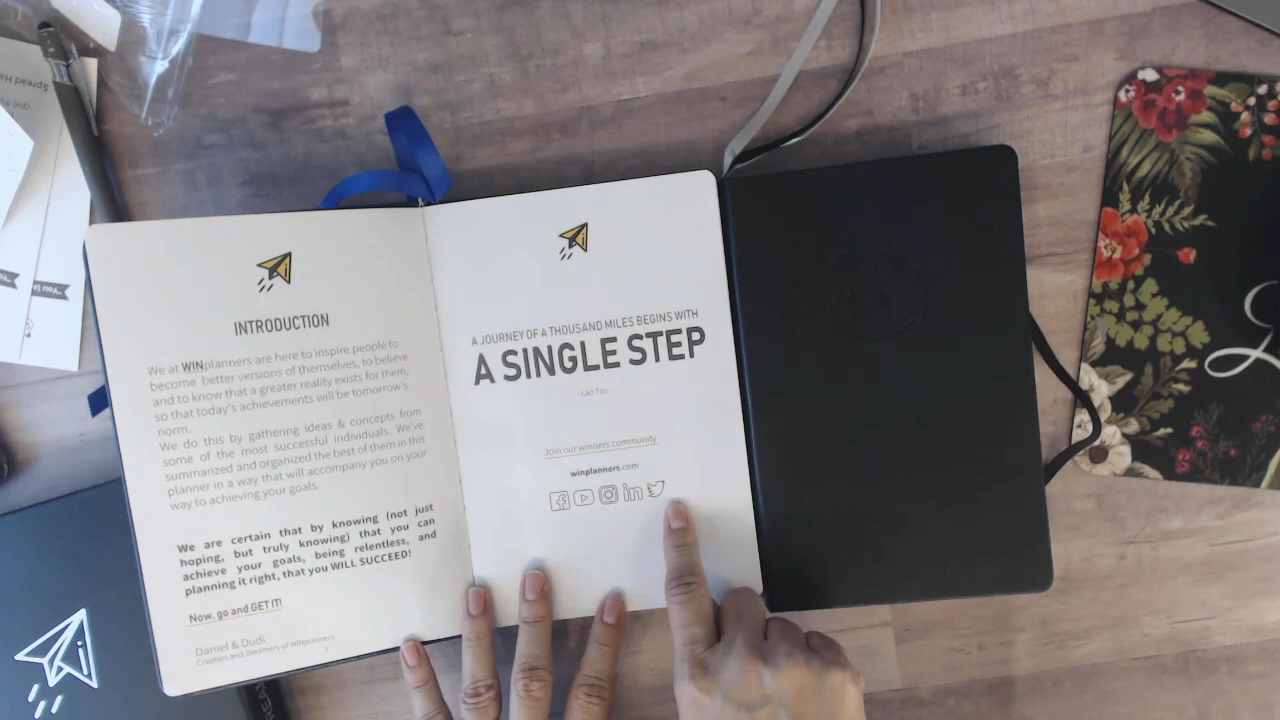 INTRODUCTION
We at WINplanners are here to inspire people to
become better versions of themselves, to believe
and to know that a greater reality exists for them,
so that today's achievements will be tomorrow's
norm.
We do this by gathering ideas & concepts from
some of the most successful individuals. We've
summarized and organized the best of them in this
planner in a way that will accompany you on your
way to achieving your goals.
We are certain that by knowing (not just
hoping, but truly knowing) that you can
achieve your goals, being relentless, and
planning it right, that you WILL SUCCEED!
Now, go and GET IT!
Daniel & Dudi
Creators and Dreamers of WINplanners
2
A JOURNEY OF A THOUSAND MILES BEGINS WITH
A SINGLE STEP
- Lao Tzu -
Join our winners community
winplanners.com
Spread